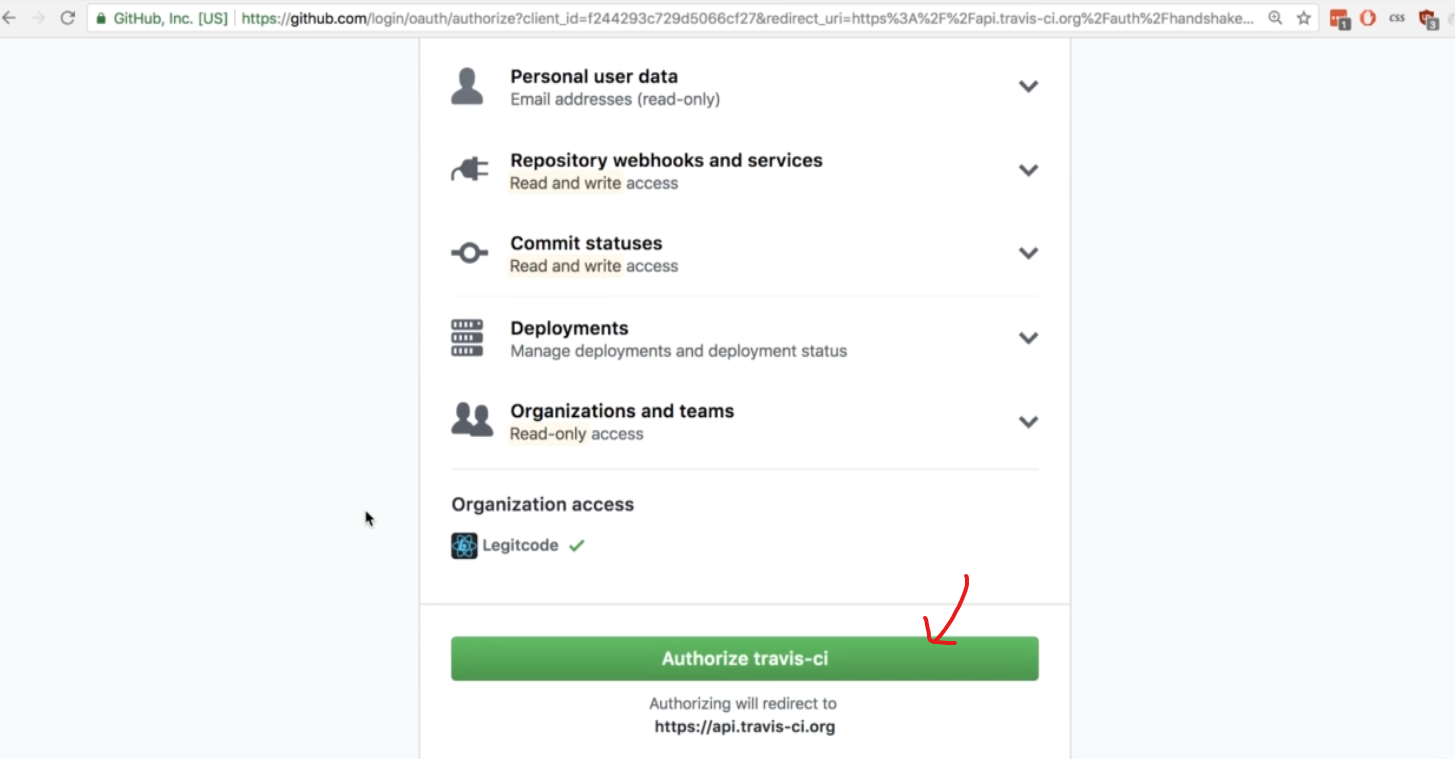 GitHub, Inc. [US] https://github.com/login/oauth/authorize?client_id=f244293c729d5066cf27&redirect_uri=https%3A%2F%2Fapi.travis-ci.org%2Fauth%2Fhandshake...
1
CSS
3
Personal user data
Email addresses (read-only)
Repository webhooks and services
Read and write access
Commit statuses
Read and write access
Deployments
Manage deployments and deployment status
Organizations and teams
Read-only access
Organization access
Legitcode
Authorize travis-ci
Authorizing will redirect to
https://api.travis-ci.org